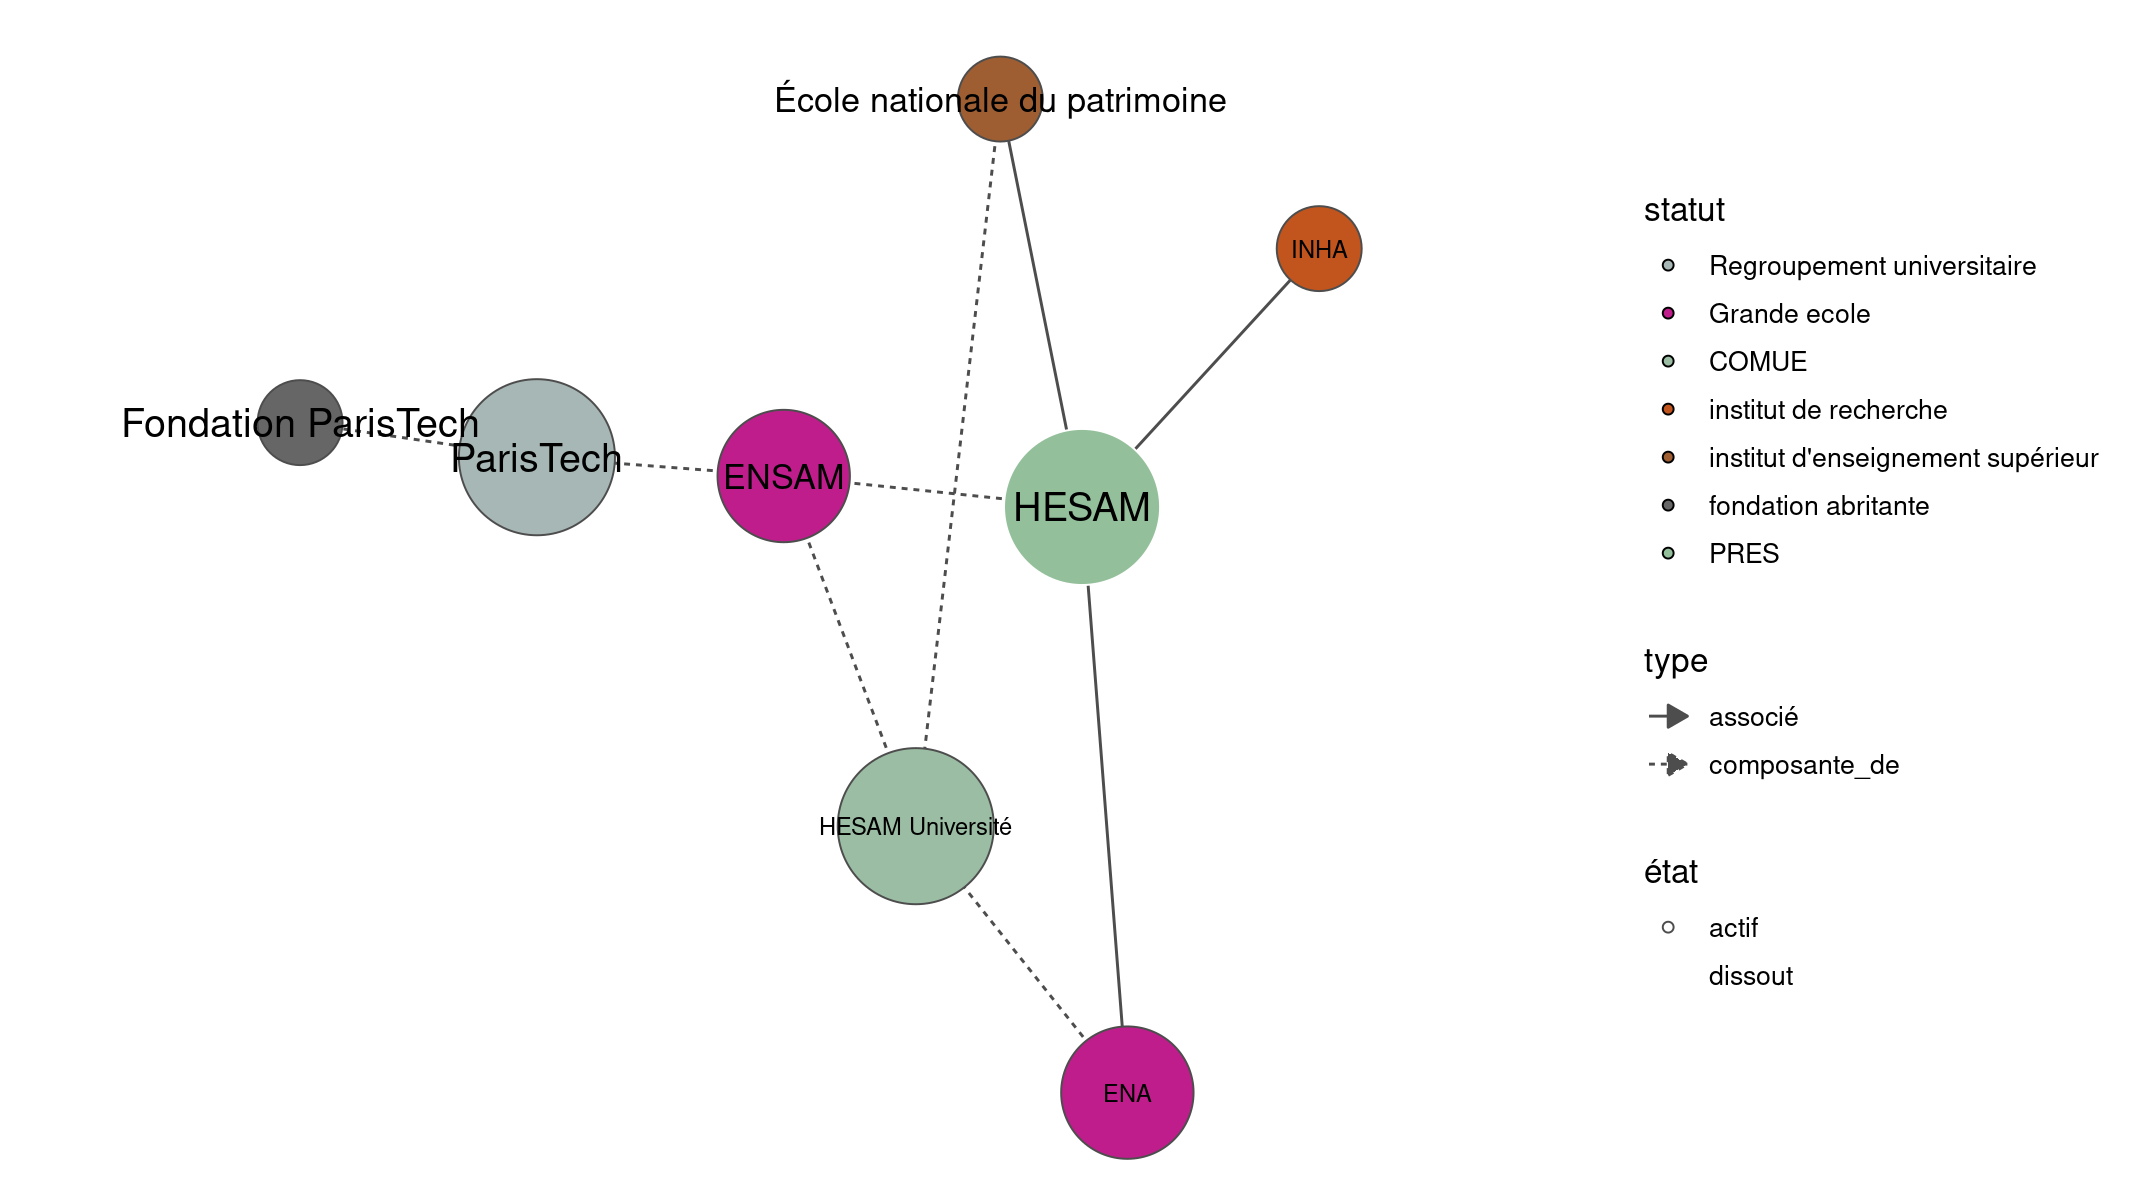 École nationale du patrimoine
INHA
Fondation ParisTech
ParisTech
ENSAM
HESAM
HESAM Université
ENA
statut
Regroupement universitaire
Grande ecole
COMUE
institut de recherche
institut d'enseignement supérieur
fondation abritante
PRES
type
associé
composante_de
état
actif
dissout